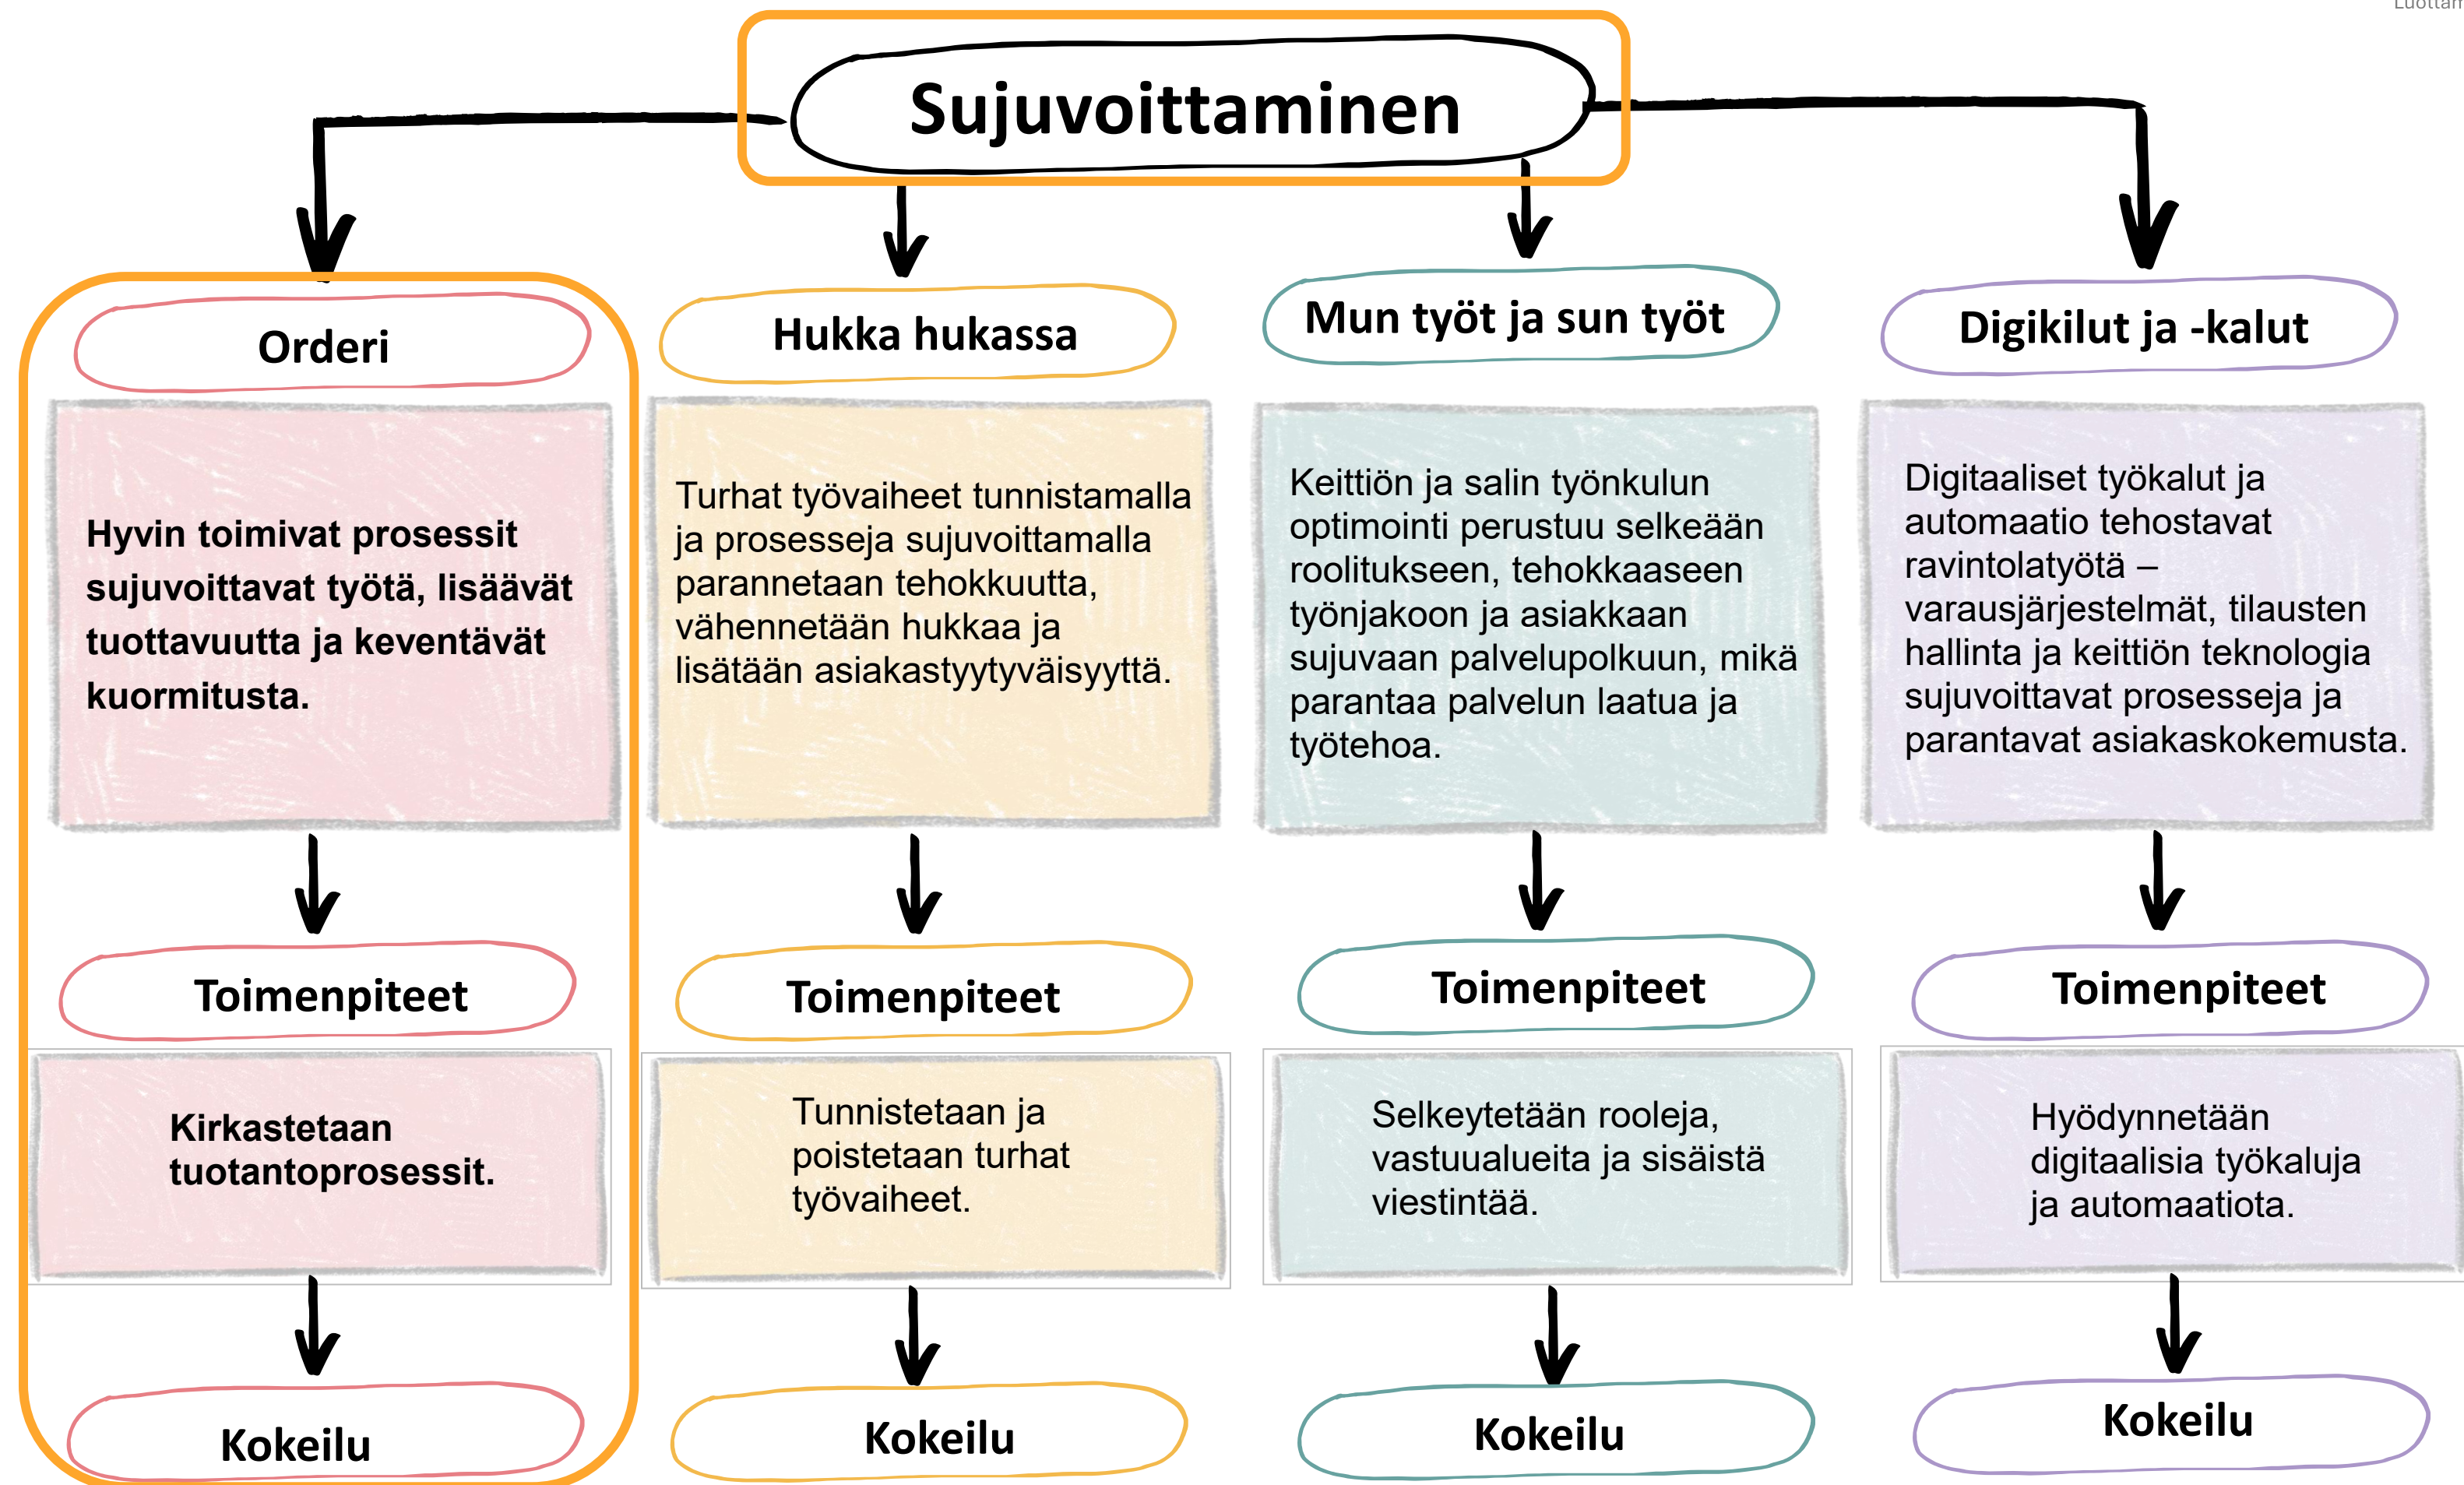 Sujuvoittaminen
Orderi
Hyvin toimivat prosessit
sujuvoittavat työtä, lisäävät
tuottavuutta ja keventävät
kuormitusta.
Toimenpiteet
Kirkastetaan
tuotantoprosessit.
Kokeilu
Hukka hukassa
Turhat työvaiheet tunnistamalla
ja prosesseja sujuvoittamalla
parannetaan tehokkuutta,
vähennetään hukkaa ja
lisätään asiakastyytyväisyyttä.
Toimenpiteet
Tunnistetaan ja
poistetaan turhat
työvaiheet.
Kokeilu
Mun työt ja sun työt
Keittiön ja salin työnkulun
optimointi perustuu selkeään
roolitukseen, tehokkaaseen
työnjakoon ja asiakkaan
sujuvaan palvelupolkuun, mikä
parantaa palvelun laatua ja
työtehoa.
Toimenpiteet
Selkeytetään rooleja,
vastuualueita ja sisäistä
viestintää.
Kokeilu
Digikilut ja -kalut
Digitaaliset työkalut ja
automaatio tehostavat
ravintolatyötä –
varausjärjestelmät, tilausten
hallinta ja keittiön teknologia
sujuvoittavat prosesseja ja
parantavat asiakaskokemusta.
Toimenpiteet
Hyödynnetään
digitaalisia työkaluja
ja automaatiota.
Kokeilu